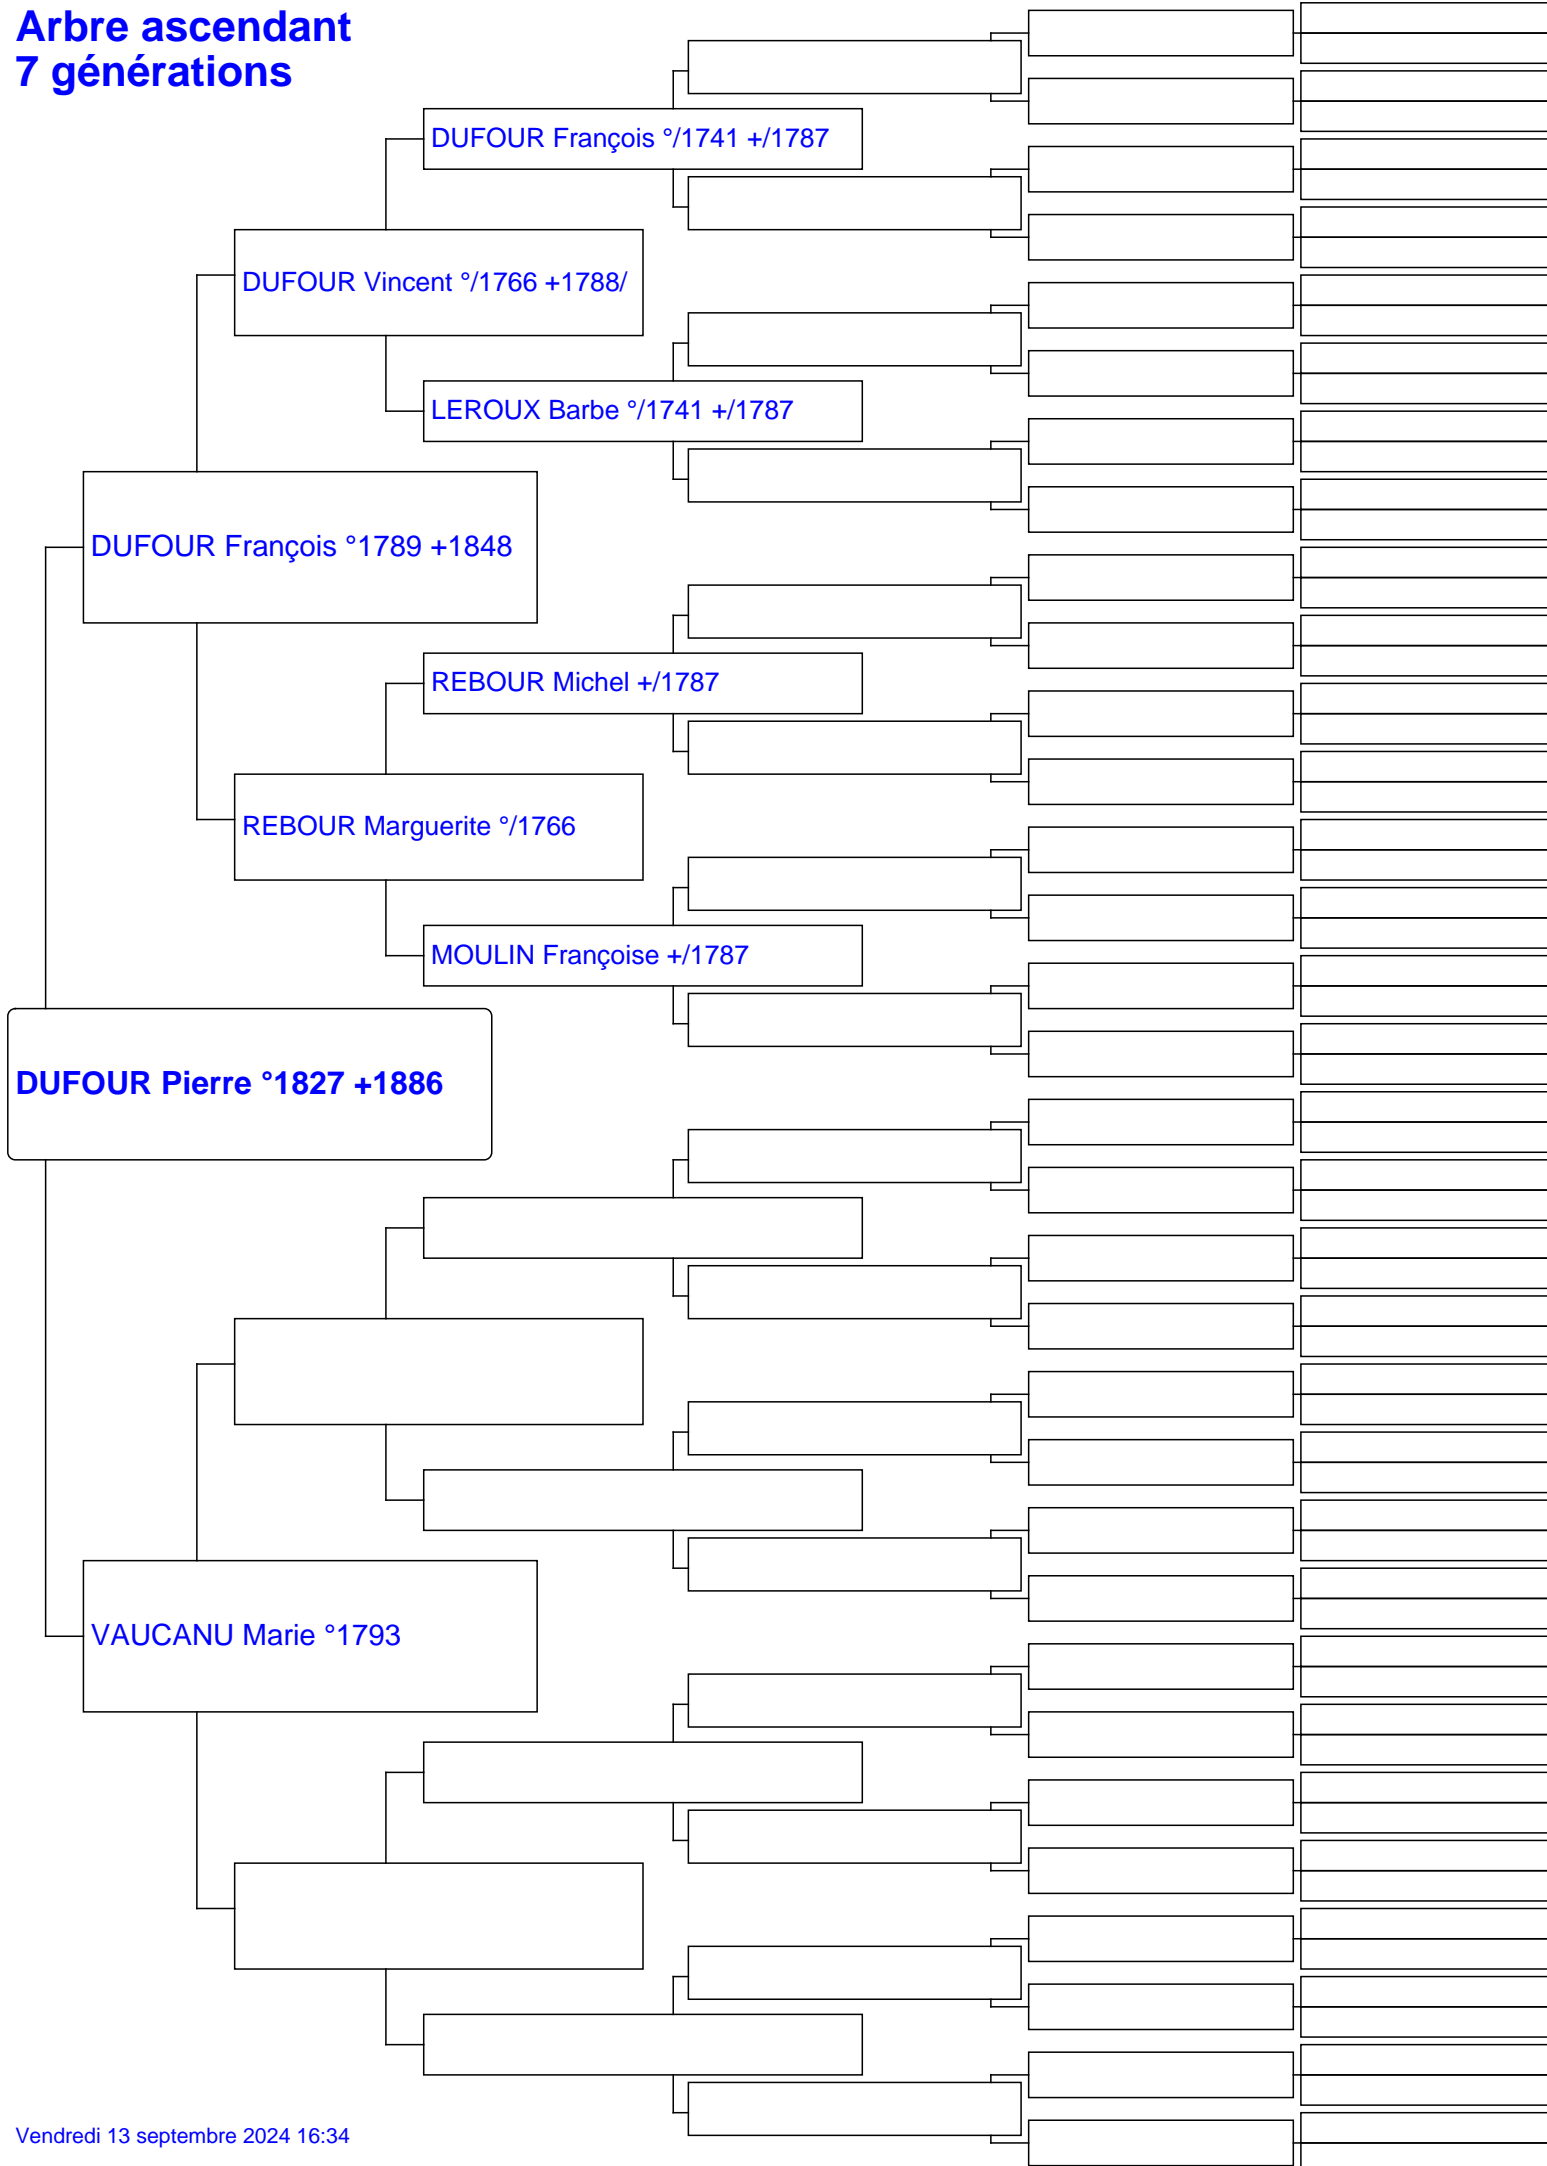 Arbre ascendant
7 générations
DUFOUR François °/1741 +/1787
DUFOUR Vincent °/1766 +1788/
LEROUX Barbe °/1741 +/1787
DUFOUR François °1789 +1848
REBOUR Michel +/1787
REBOUR Marguerite °/1766
MOULIN Françoise +/1787
DUFOUR Pierre °1827 +1886
VAUCANU Marie °1793
Vendredi 13 septembre 2024 16:34